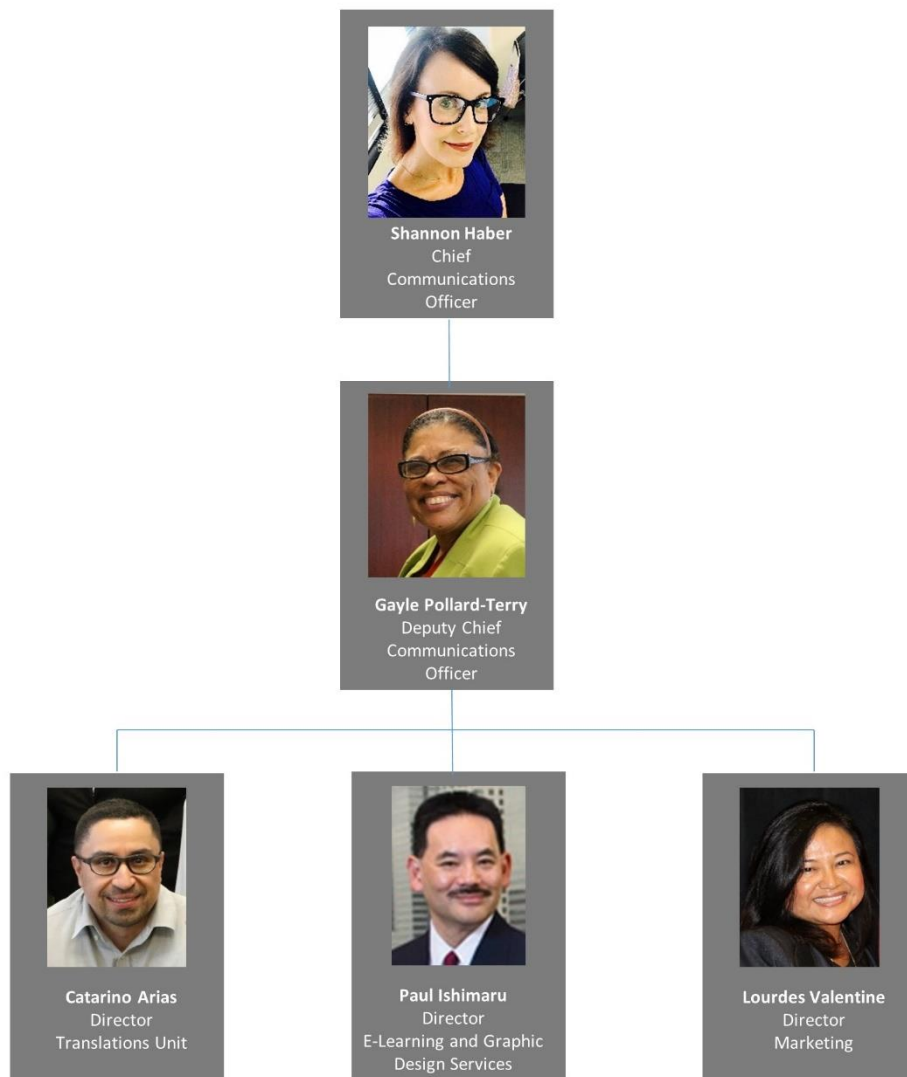 Shannon Haber
Chief
Communications
Officer
Gayle Pollard-Terry
Deputy Chief
Communications
Officer
Catarino Arias
Director
Translations Unit
Paul Ishimaru
Director
E-Learning and Graphic
Design Services
Lourdes Valentine
Director
Marketing